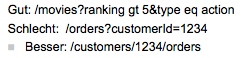 Gut: /movies?ranking gt 5&type eq action
Schlecht:  /orders?customerId=1234
Besser: /customers/1234/orders